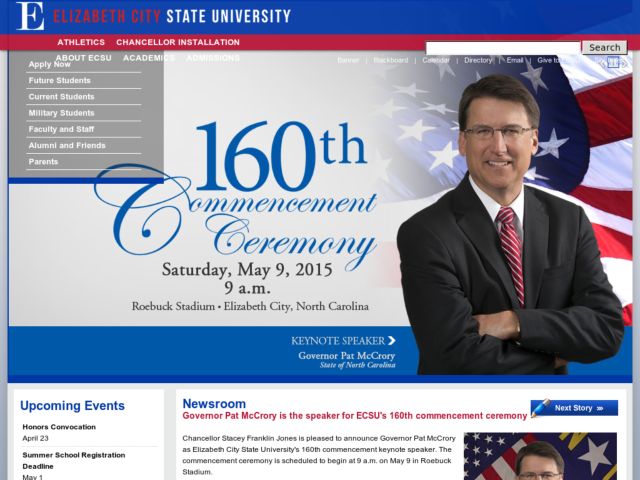 E ELIZABETH CITY STATE UNIVERSITY
ATHLETICS CHANCELLOR INSTALLATION
Search
ABOUT ECSU ACADEMICS ADMISSIONS
Banner | Blackboard | Calendar | Directory | Email | Give to
Apply Now
Future Students
Current Students
Military Students
Faculty and Staff
Alumni and Friends
Parents
160th
Commencement
Ceremony
Saturday, May 9, 2015
9 a.m.
Roebuck Stadium • Elizabeth City, North Carolina
KEYNOTE SPEAKER
Governor Pat McCrory
State of North Carolina
Upcoming Events
Honors Convocation
April 23
Summer School Registration
Deadline
May 1
Newsroom
Governor Pat McCrory is the speaker for ECSU's 160th commencement ceremony
Next Story
Chancellor Stacey Franklin Jones is pleased to announce Governor Pat McCrory
as Elizabeth City State University's 160th commencement keynote speaker. The
commencement ceremony is scheduled to begin at 9 a.m. on May 9 in Roebuck
Stadium.